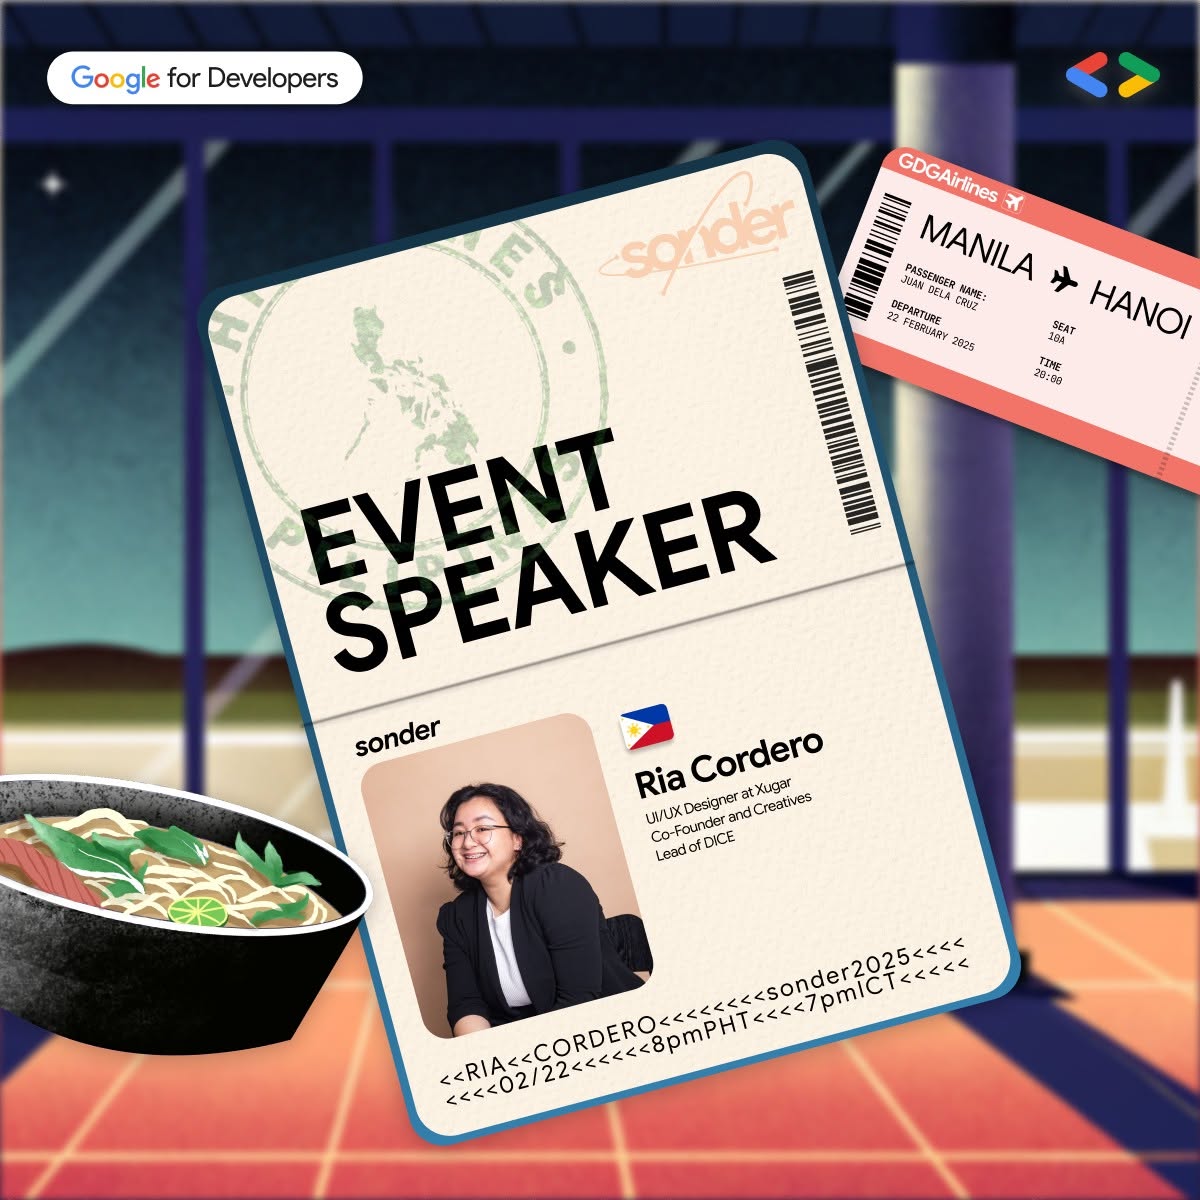 Google for Developers
GDGAirlines
MANILA ✈ HANOI
PASSENGER NAME:
JUAN DELA CRUZ
DEPARTURE
22 FEBRUARY 2025
SEAT
10A
TIME
20:00
sonder
PHILIPPINES
PILIPINAS
EVENT
SPEAKER
sonder
Ria Cordero
UI/UX Designer at Xugar
Co-Founder and Creatives
Lead of DICE
<<RIA<<CORDERO<<<<<<<<sonder2025<<<<
<<<<02/22<<<<<<8pmPHT<<<<7pmICT<<<<<